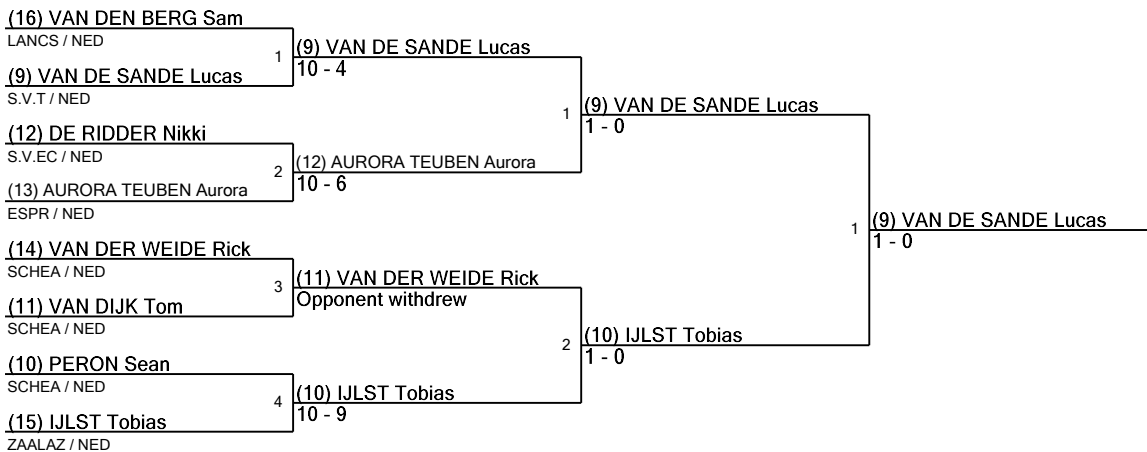 (16) VAN DEN BERG Sam
LANCS / NED
1
(9) VAN DE SANDE Lucas
10 - 4
(9) VAN DE SANDE Lucas
S.V.T / NED
1
(9) VAN DE SANDE Lucas
1 - 0
(12) DE RIDDER Nikki
S.V.EC / NED
2
(12) AURORA TEUBEN Aurora
10 - 6
(13) AURORA TEUBEN Aurora
ESPR / NED
1
(9) VAN DE SANDE Lucas
1 - 0
(14) VAN DER WEIDE Rick
SCHEA / NED
3
(11) VAN DER WEIDE Rick
Opponent withdrew
(11) VAN DIJK Tom
SCHEA / NED
2
(10) IJLST Tobias
1 - 0
(10) PERON Sean
SCHEA / NED
4
(10) IJLST Tobias
10 - 9
(15) IJLST Tobias
ZAALAZ / NED